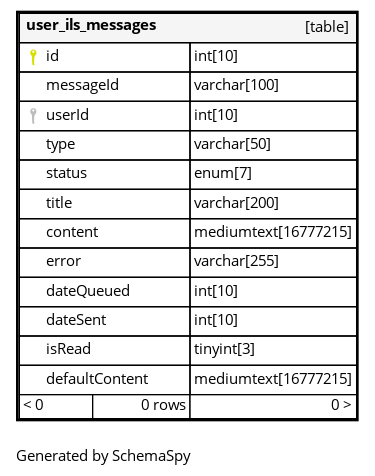 user_ils_messages [table]
id int[10]
messageId varchar[100]
userId int[10]
type varchar[50]
status enum[7]
title varchar[200]
content mediumtext[16777215]
error varchar[255]
dateQueued int[10]
dateSent int[10]
isRead tinyint[3]
defaultContent mediumtext[16777215]
< 0 0 rows 0 >
Generated by SchemaSpy